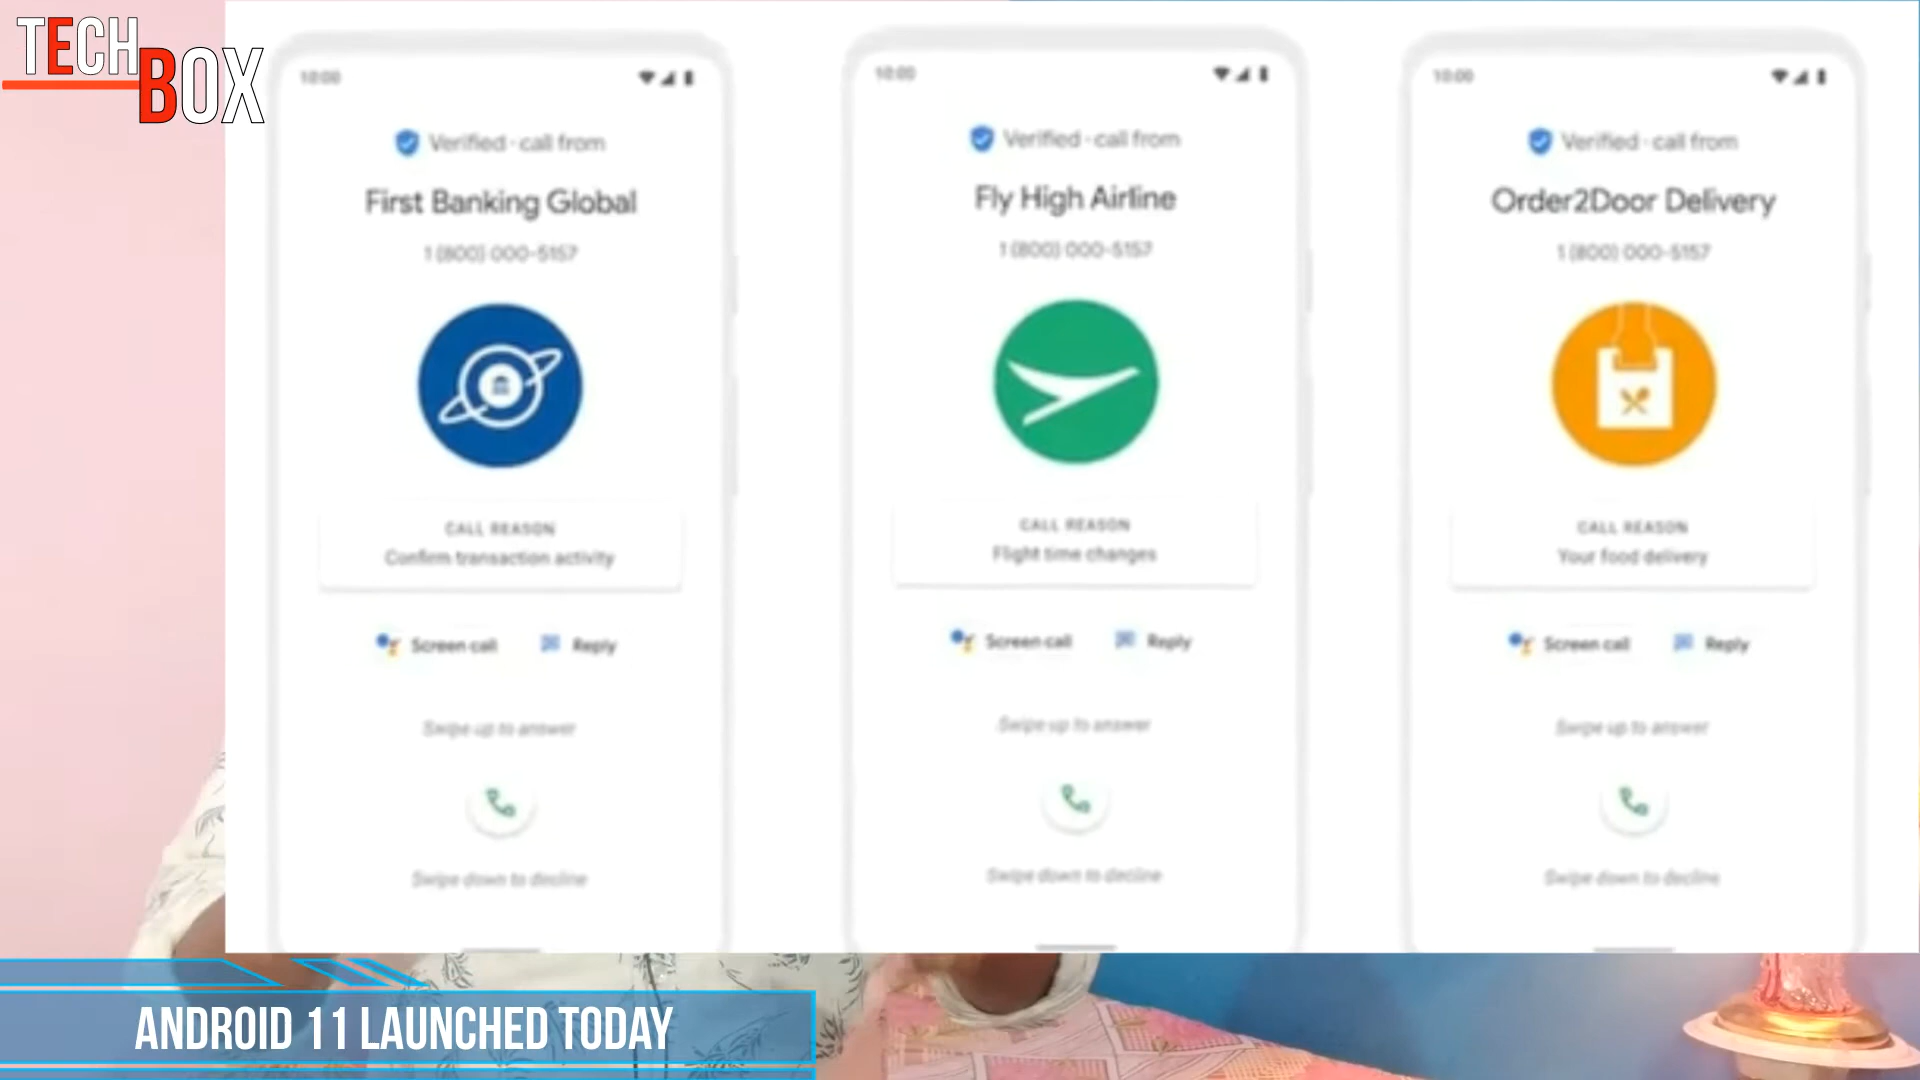 TECH
BOX
10:00
Verified · call from
First Banking Global
1 (800) 000-5157
CALL REASON
Confirm transaction activity
Screen call
Reply
Swipe up to answer
Swipe down to decline
10:00
Verified · call from
Fly High Airline
1 (800) 000-5157
CALL REASON
Flight time changes
Screen call
Reply
Swipe up to answer
Swipe down to decline
10:00
Verified · call from
Order2Door Delivery
1 (800) 000-5157
CALL REASON
Your food delivery
Screen call
Reply
Swipe up to answer
Swipe down to decline
ANDROID 11 LAUNCHED TODAY